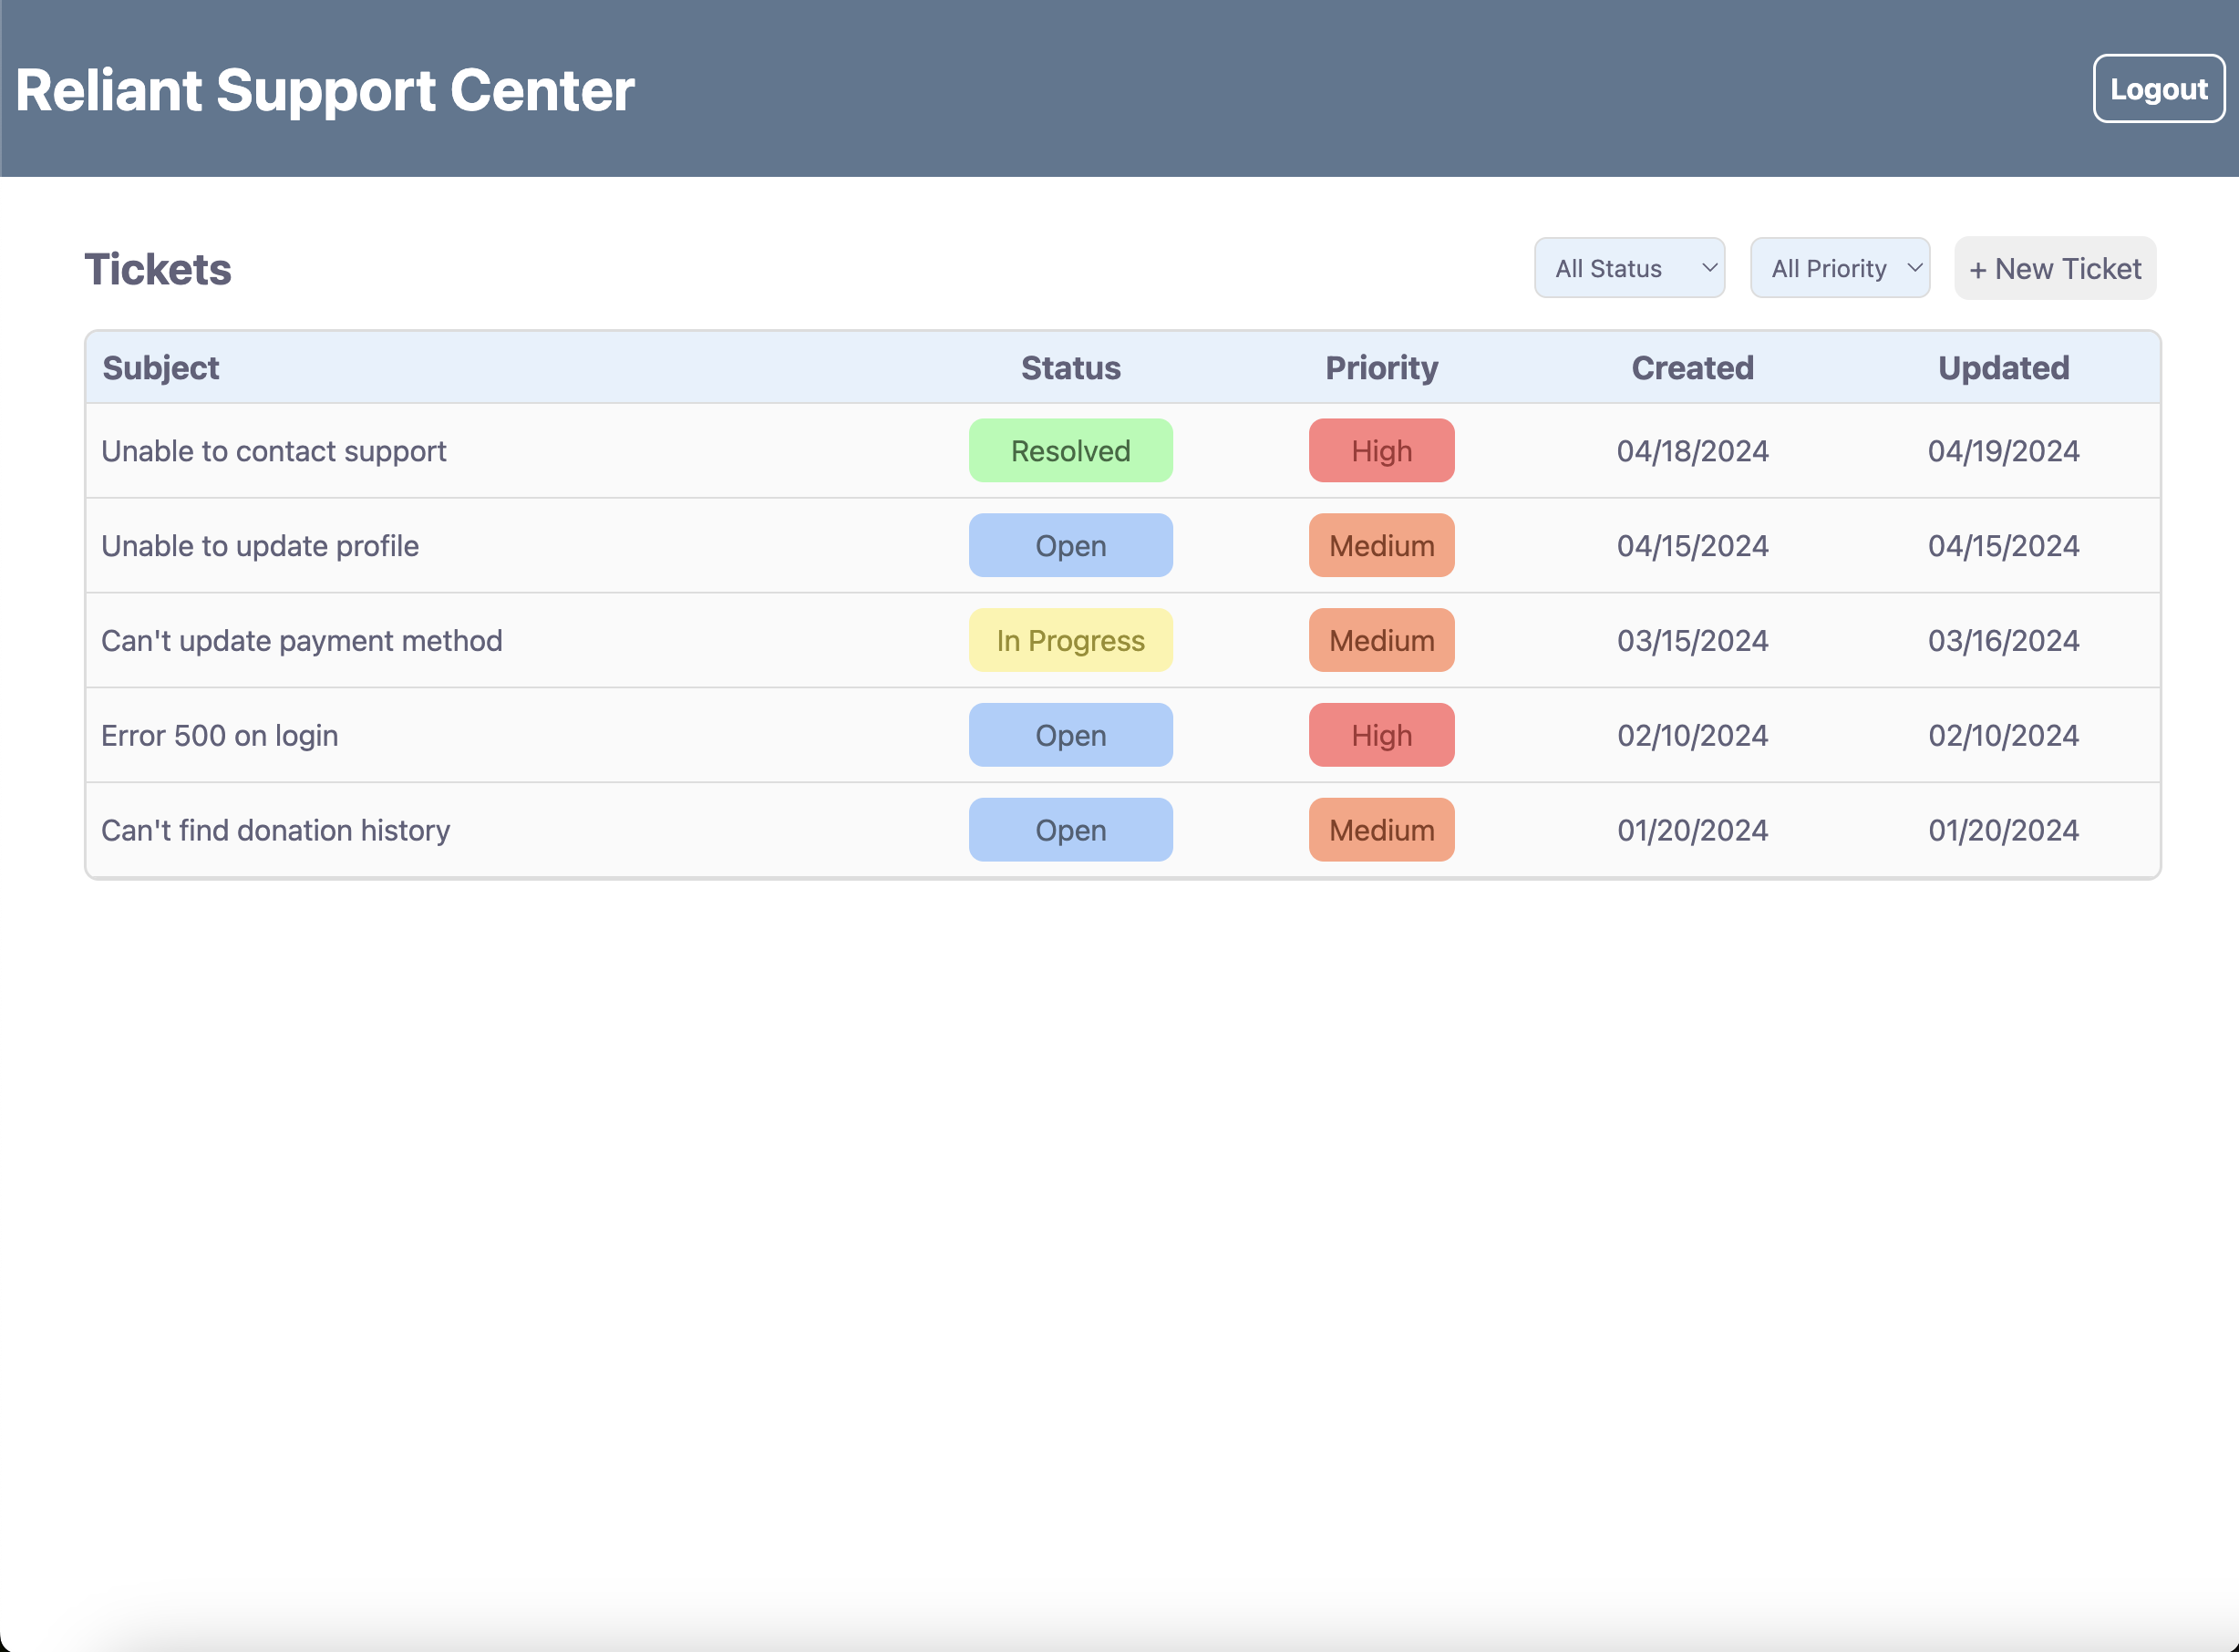 Reliant Support Center Logout
Tickets All Status All Priority + New Ticket
Subject Status Priority Created Updated
Unable to contact support Resolved High 04/18/2024 04/19/2024
Unable to update profile Open Medium 04/15/2024 04/15/2024
Can't update payment method In Progress Medium 03/15/2024 03/16/2024
Error 500 on login Open High 02/10/2024 02/10/2024
Can't find donation history Open Medium 01/20/2024 01/20/2024